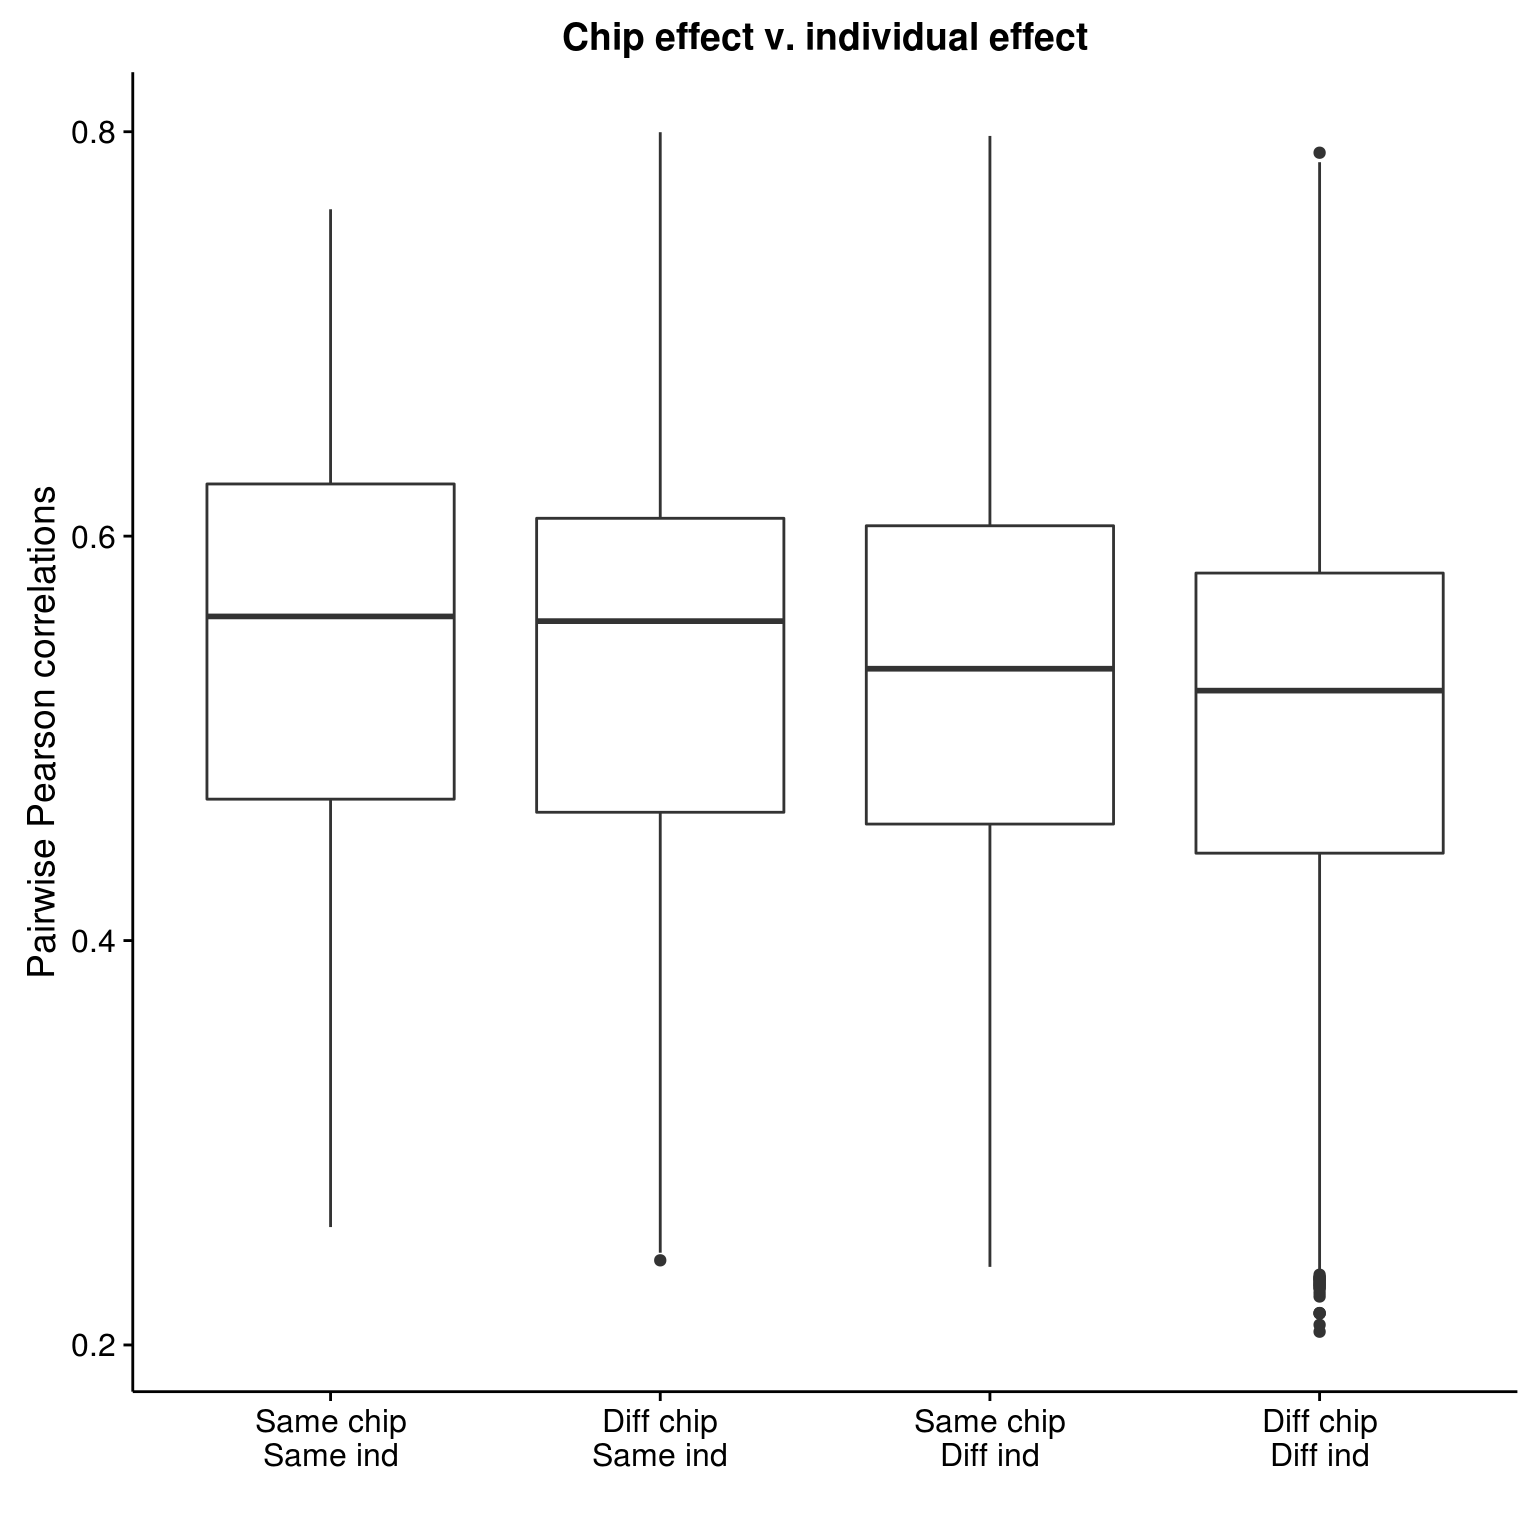 Chip effect v. individual effect
Pairwise Pearson correlations
0.8
0.6
0.4
0.2
Same chip
Same ind
Diff chip
Same ind
Same chip
Diff ind
Diff chip
Diff ind